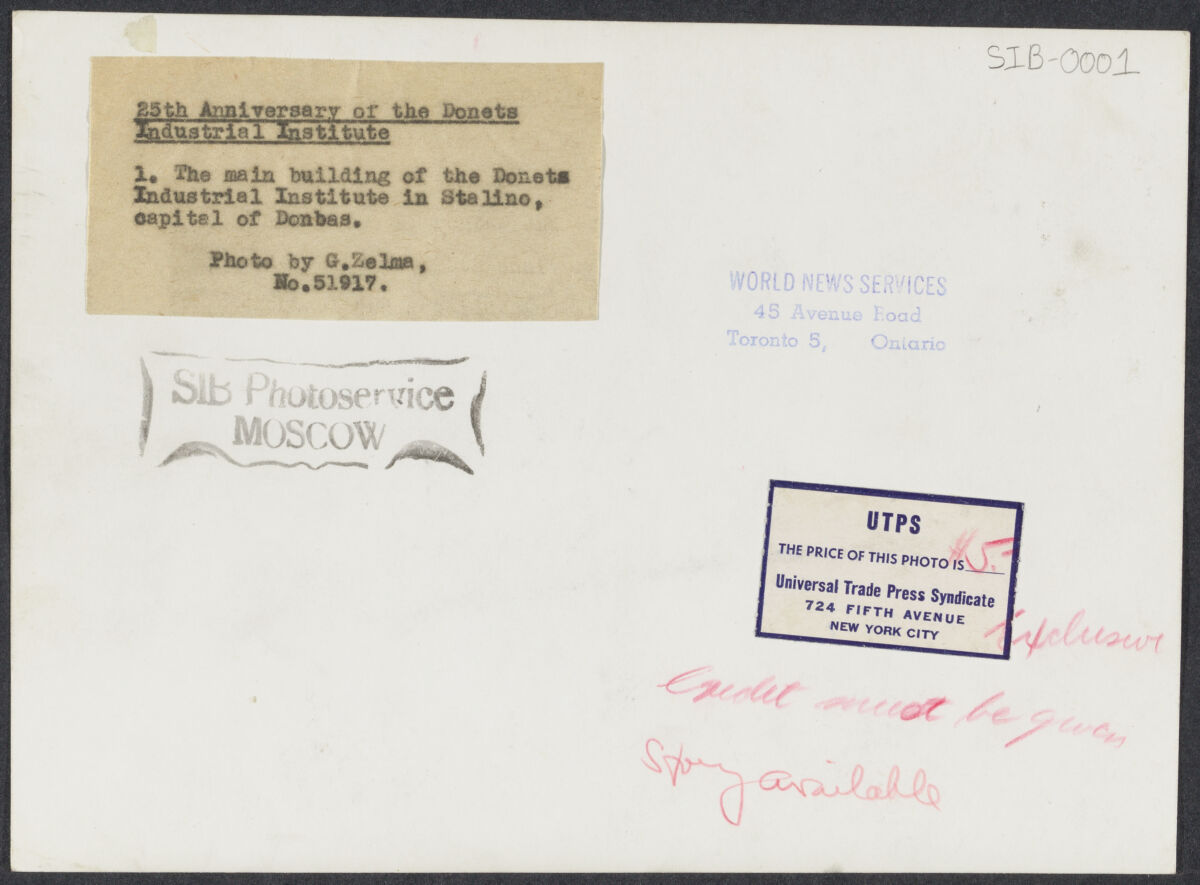 SIB-0001
25th Anniversary of the Donets
Industrial Institute
1. The main building of the Donets
Industrial Institute in Stalino,
capital of Donbas.
Photo by G.Zelma,
No.51917.
WORLD NEWS SERVICES
45 Avenue Road
Toronto 5, Ontario
SIB Photoservice
MOSCOW
UTPS
THE PRICE OF THIS PHOTO IS $5.-
Universal Trade Press Syndicate
724 FIFTH AVENUE
NEW YORK CITY
Exclusive
Credit must be given
Story available